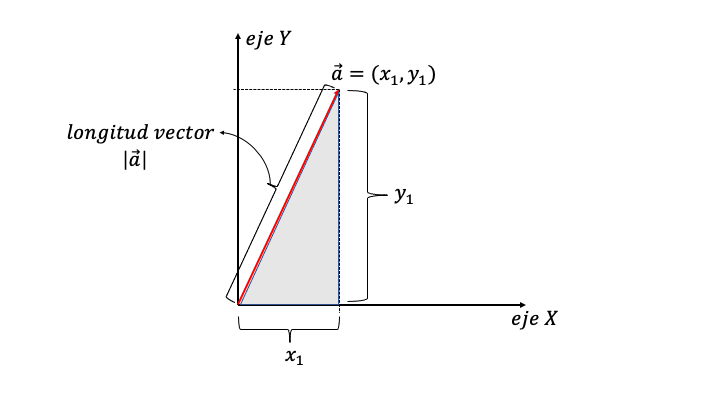 eje Y
a⃗ = (x₁, y₁)
longitud vector
|a⃗|
y₁
eje X
x₁